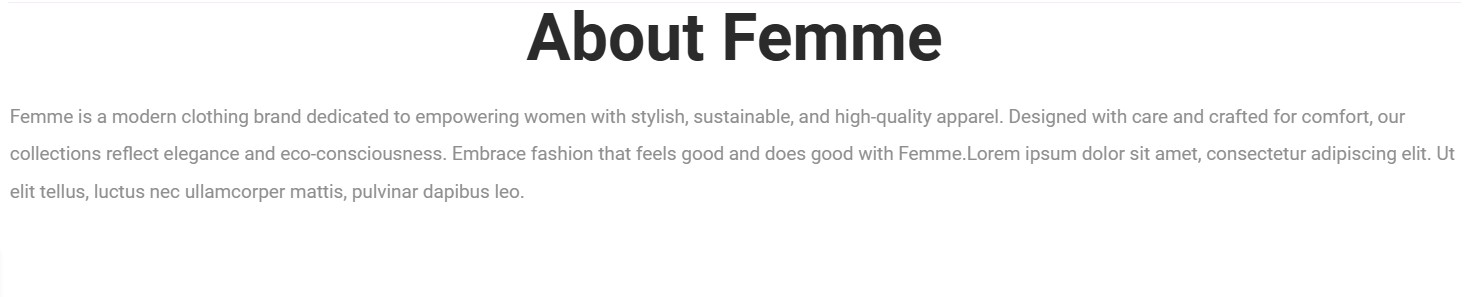 About Femme
Femme is a modern clothing brand dedicated to empowering women with stylish, sustainable, and high-quality apparel. Designed with care and crafted for comfort, our
collections reflect elegance and eco-consciousness. Embrace fashion that feels good and does good with Femme.Lorem ipsum dolor sit amet, consectetur adipiscing elit. Ut
elit tellus, luctus nec ullamcorper mattis, pulvinar dapibus leo.